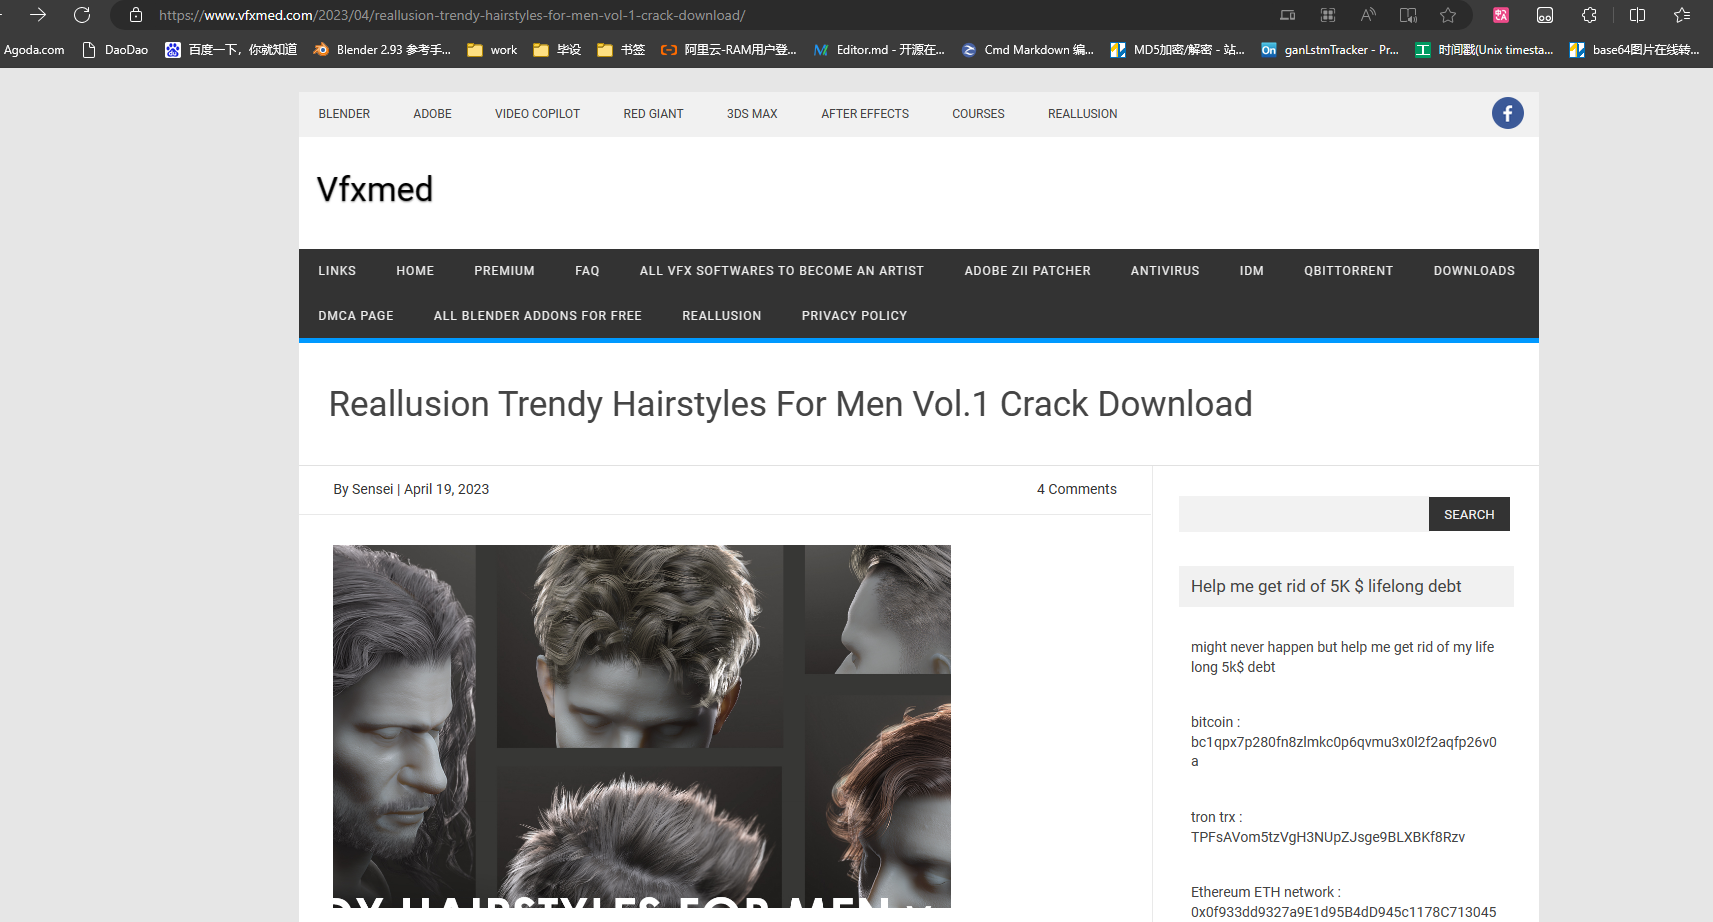 https://www.vfxmed.com/2023/04/reallusion-trendy-hairstyles-for-men-vol-1-crack-download/
Agoda.com DaoDao 百度一下，你就知道 Blender 2.93 参考手... work 毕设 书签 阿里云-RAM用户登... Editor.md - 开源在... Cmd Markdown 编... MD5加密/解密 - 站... ganLstmTracker - Pr... 时间戳(Unix timesta... base64图片在线转...
BLENDER ADOBE VIDEO COPILOT RED GIANT 3DS MAX AFTER EFFECTS COURSES REALLUSION
Vfxmed
LINKS HOME PREMIUM FAQ ALL VFX SOFTWARES TO BECOME AN ARTIST ADOBE ZII PATCHER ANTIVIRUS IDM QBITTORRENT DOWNLOADS
DMCA PAGE ALL BLENDER ADDONS FOR FREE REALLUSION PRIVACY POLICY
Reallusion Trendy Hairstyles For Men Vol.1 Crack Download
By Sensei | April 19, 2023 4 Comments
SEARCH
Help me get rid of 5K $ lifelong debt
might never happen but help me get rid of my life
long 5k$ debt
bitcoin :
bc1qpx7p280fn8zlmkc0p6qvmu3x0l2f2aqfp26v0
a
tron trx :
TPFsAVom5tzVgH3NUpZJsge9BLXBKf8Rzv
Ethereum ETH network :
0x0f933dd9327a9E1d95B4dD945c1178C713045
HAIRSTYLES FOR MEN